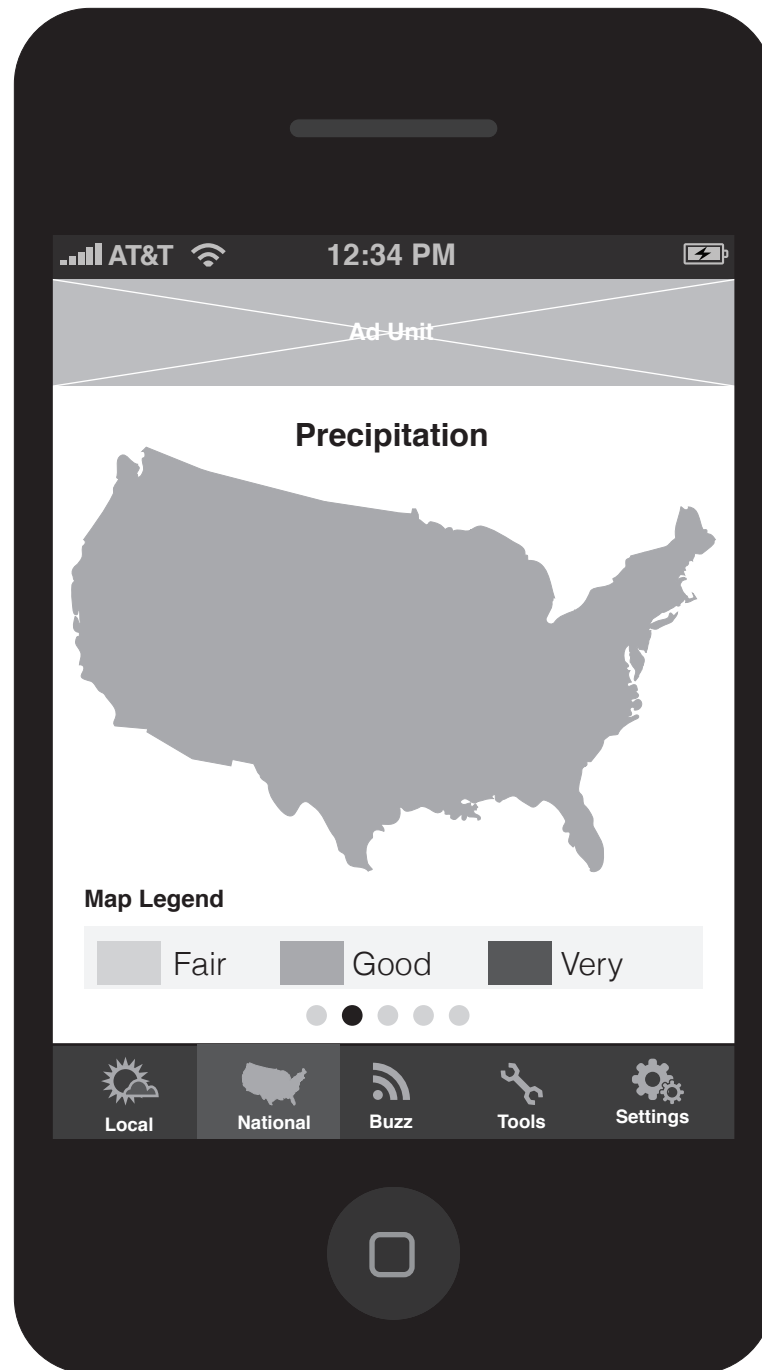 AT&T 12:34 PM
Ad Unit
Precipitation
Map Legend
Fair Good Very
Local National Buzz Tools Settings